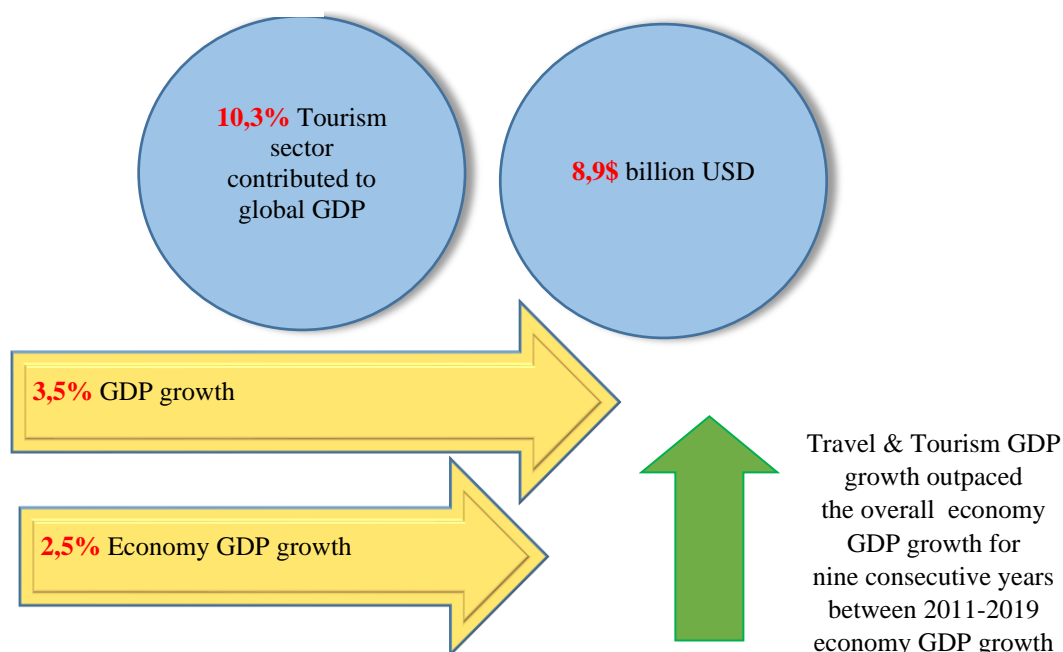 10,3% Tourism
sector
contributed to
global GDP
8,9$ billion USD
3,5% GDP growth
2,5% Economy GDP growth
Travel & Tourism GDP
growth outpaced
the overall economy
GDP growth for
nine consecutive years
between 2011-2019
economy GDP growth